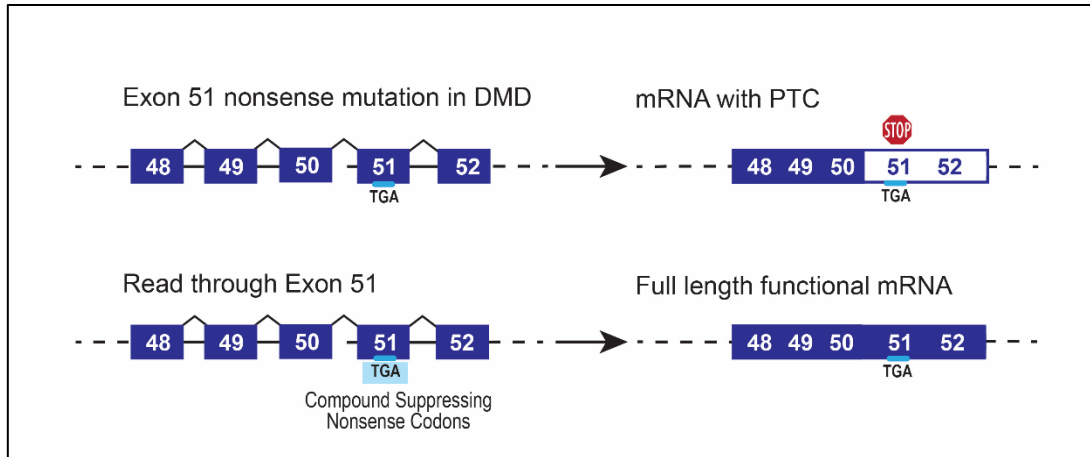 Exon 51 nonsense mutation in DMD
mRNA with PTC
STOP
48 49 50 51 52
48 49 50 51 52
TGA
TGA
Read through Exon 51
Full length functional mRNA
48 49 50 51 52
48 49 50 51 52
TGA
TGA
Compound Suppressing
Nonsense Codons